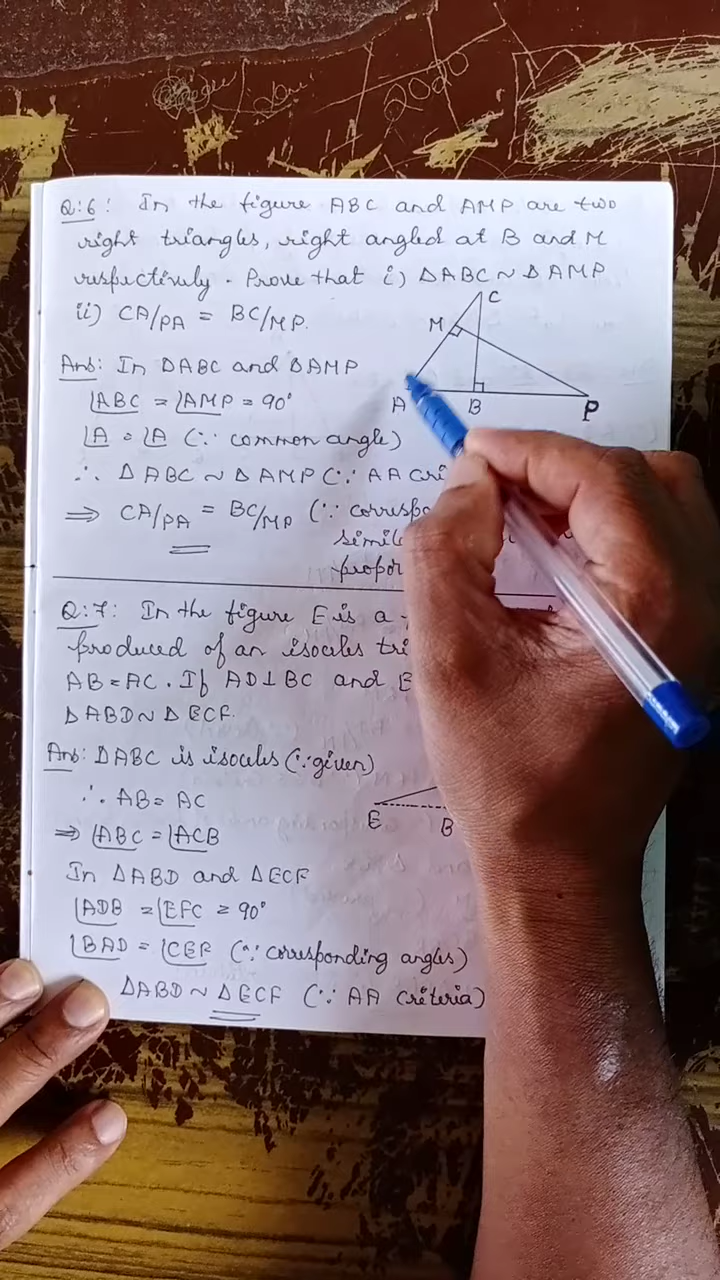 2020
Q:6: In the figure ABC and AMP are two
right triangles, right angled at B and M
respectively. Prove that i) ΔABC ~ ΔAMP
ii) CA/PA = BC/MP.
C
M
A B P
Ans: In ΔABC and ΔAMP
∠ABC = ∠AMP = 90°
∠A = ∠A (∵ common angle)
∴ ΔABC ~ ΔAMP (∵ AA cri
⇒ CA/PA = BC/MP (∵ corresp
simil
propor
Q:7: In the figure E is a
produced of an isoceles tri
AB=AC. If AD⊥BC and E
ΔABD ~ ΔECF.
Ans: ΔABC is isoceles (∵ given)
∴ AB = AC
E B
⇒ ∠ABC = ∠ACB
In ΔABD and ΔECF
∠ADB = ∠EFC = 90°
∠BAD = ∠CEF (∵ corresponding angles)
ΔABD ~ ΔECF (∵ AA criteria)